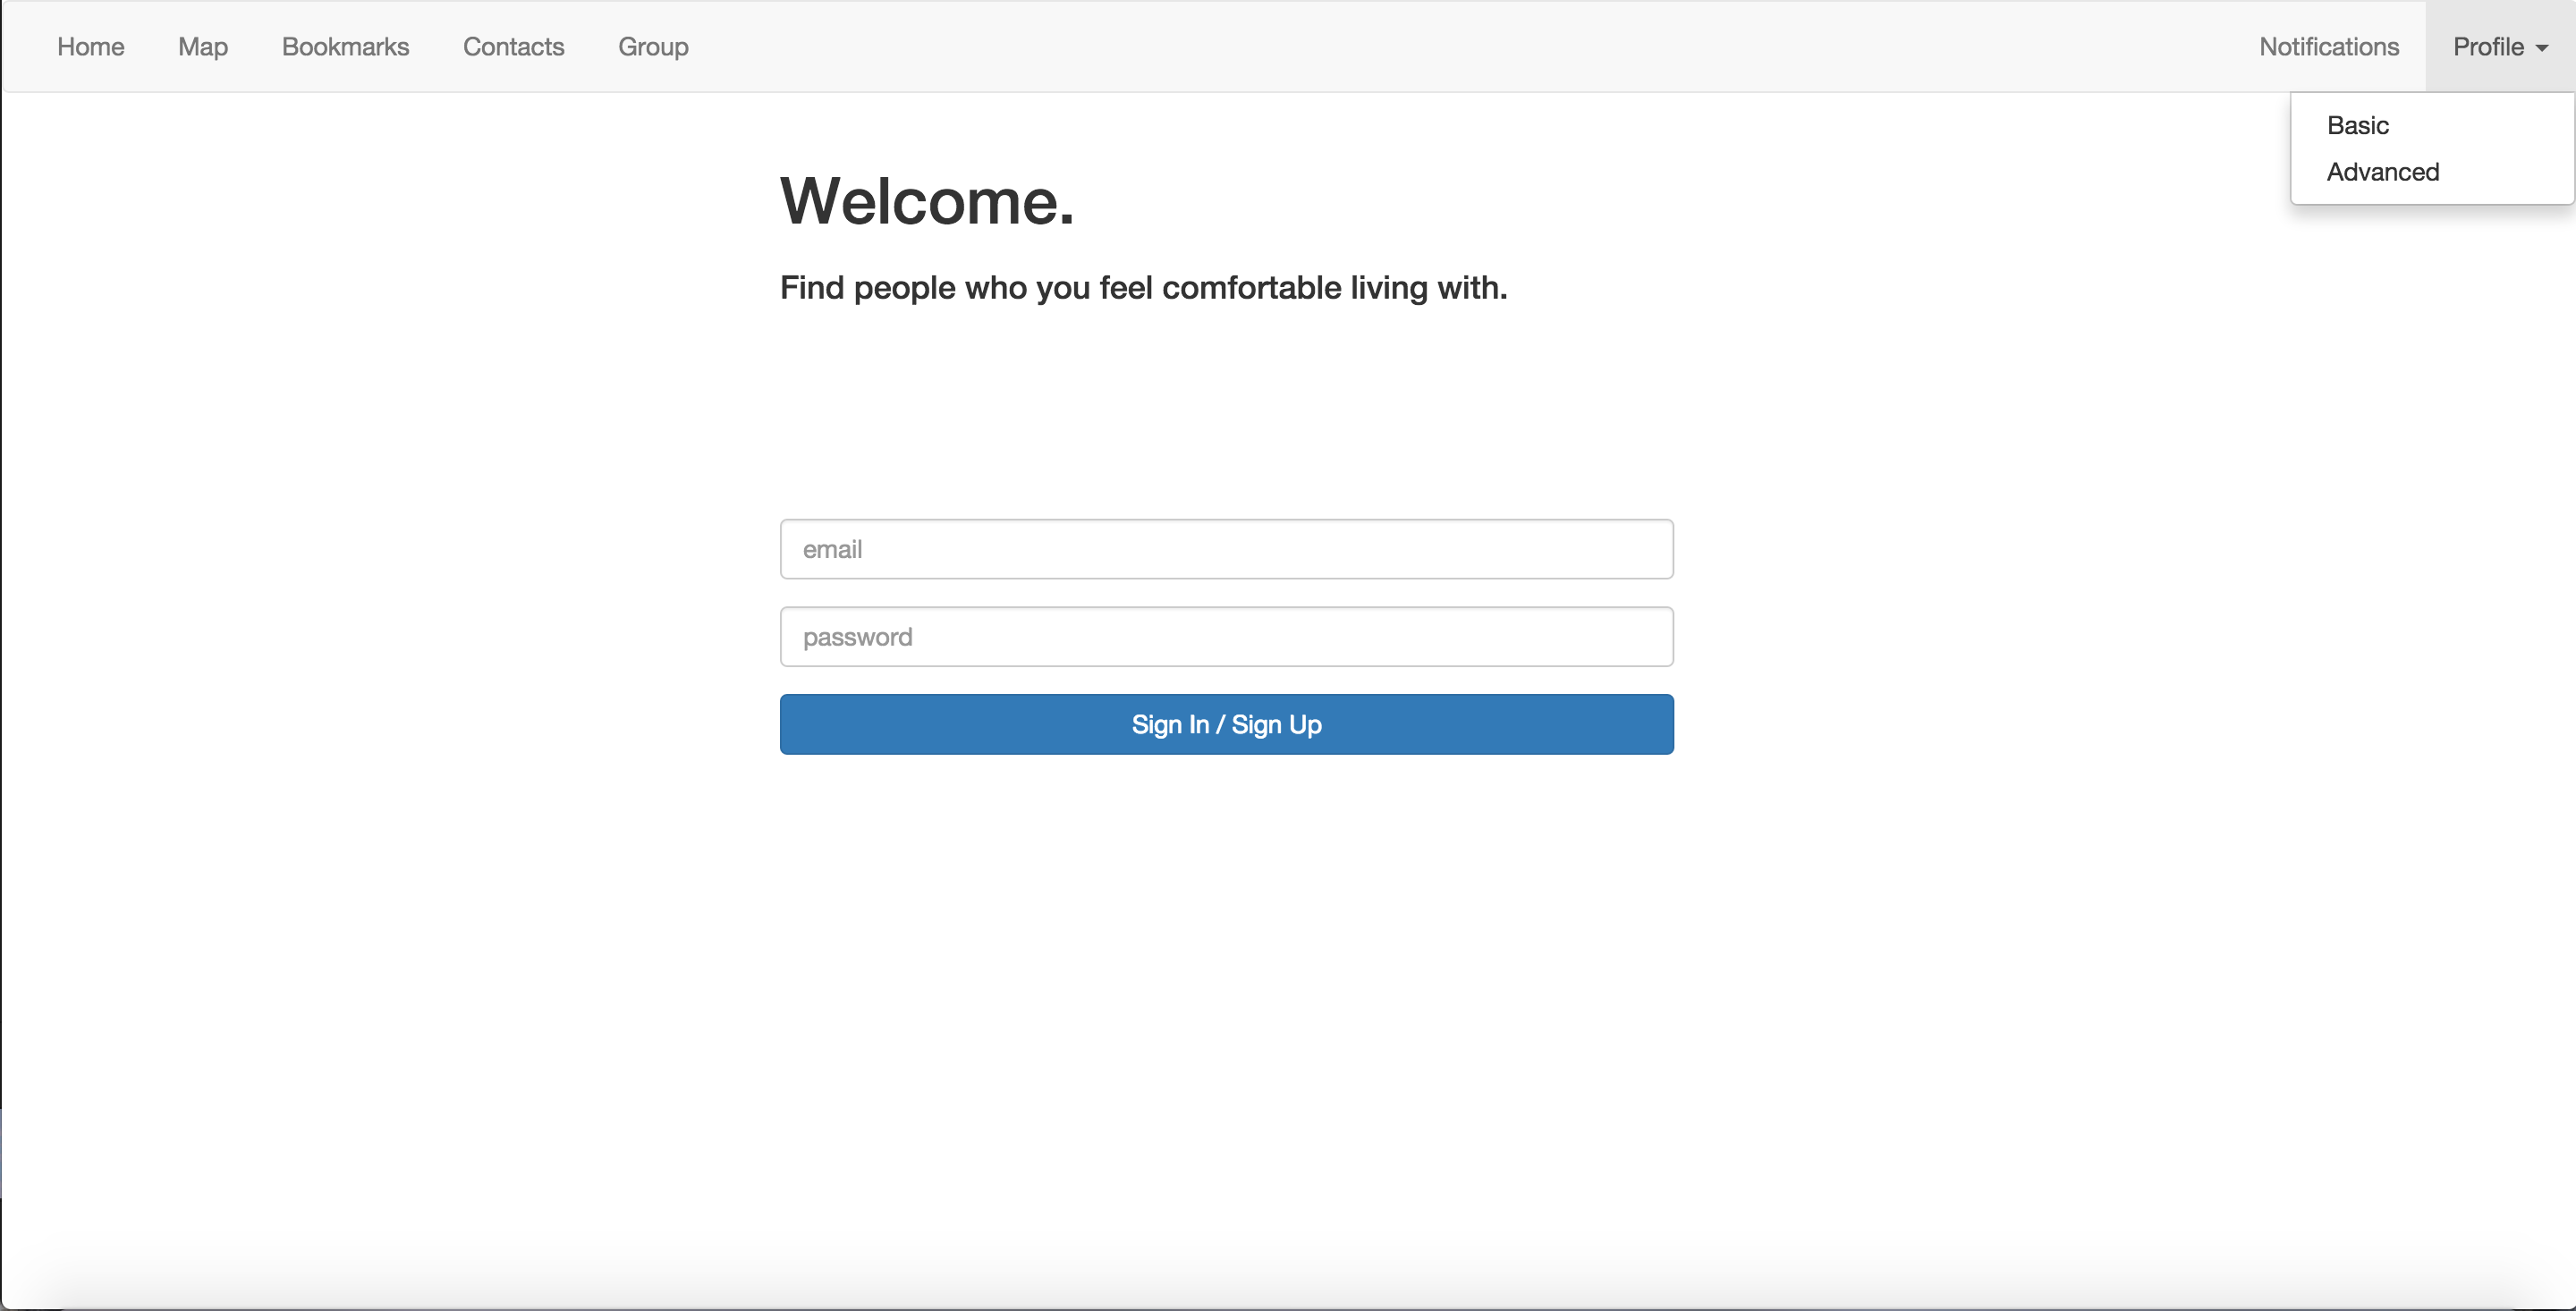 Home Map Bookmarks Contacts Group Notifications Profile
Basic
Advanced
Welcome.
Find people who you feel comfortable living with.
email
password
Sign In / Sign Up